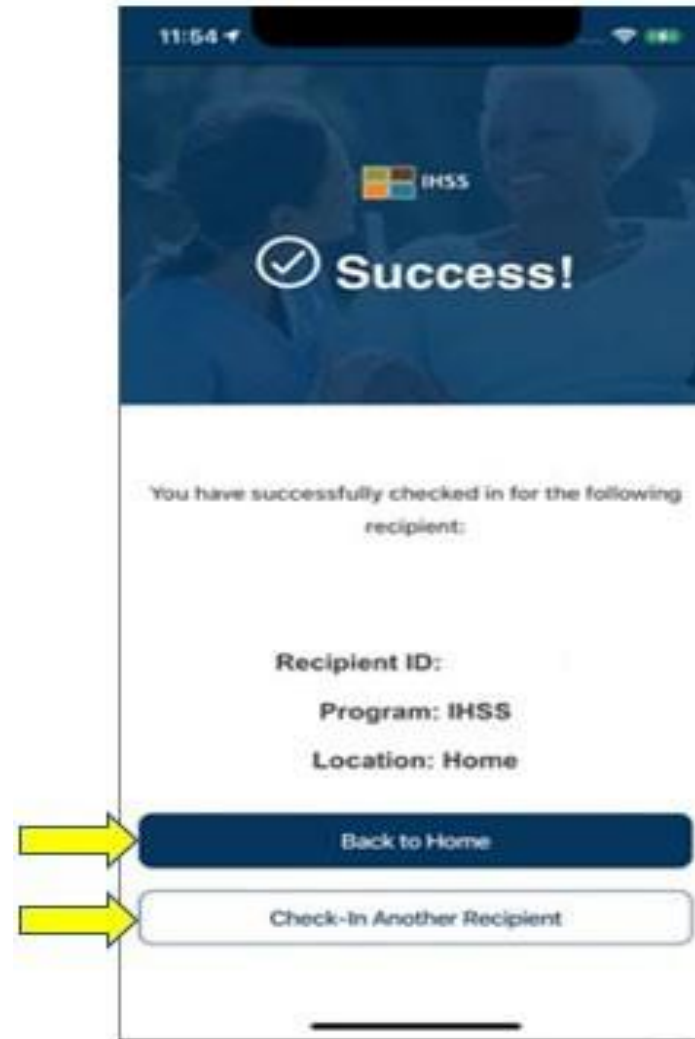 11:54
IHSS
Success!
You have successfully checked in for the following
recipient:
Recipient ID:
Program: IHSS
Location: Home
Back to Home
Check-In Another Recipient